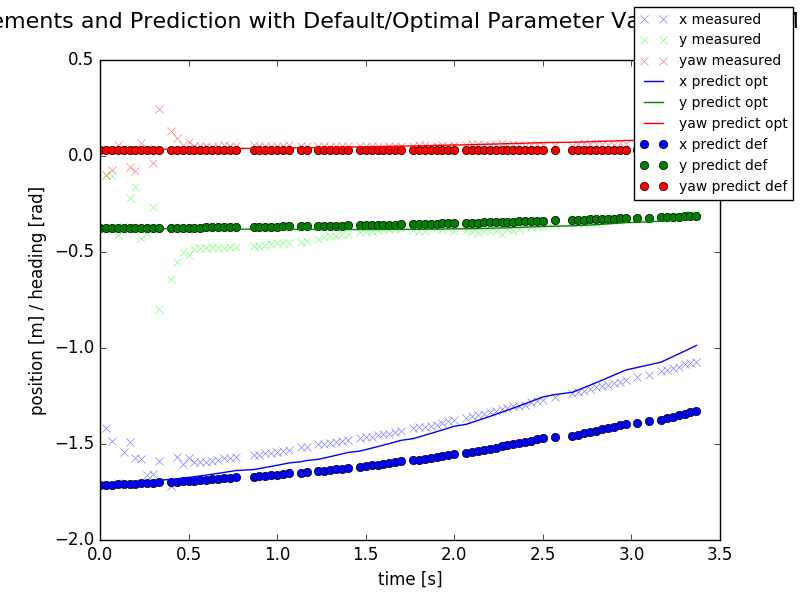 ements and Prediction with Default/Optimal Parameter Va
x measured
y measured
yaw measured
x predict opt
y predict opt
yaw predict opt
x predict def
y predict def
yaw predict def
0.5
0.0
−0.5
−1.0
−1.5
−2.0
position [m] / heading [rad]
0.0 0.5 1.0 1.5 2.0 2.5 3.0 3.5
time [s]